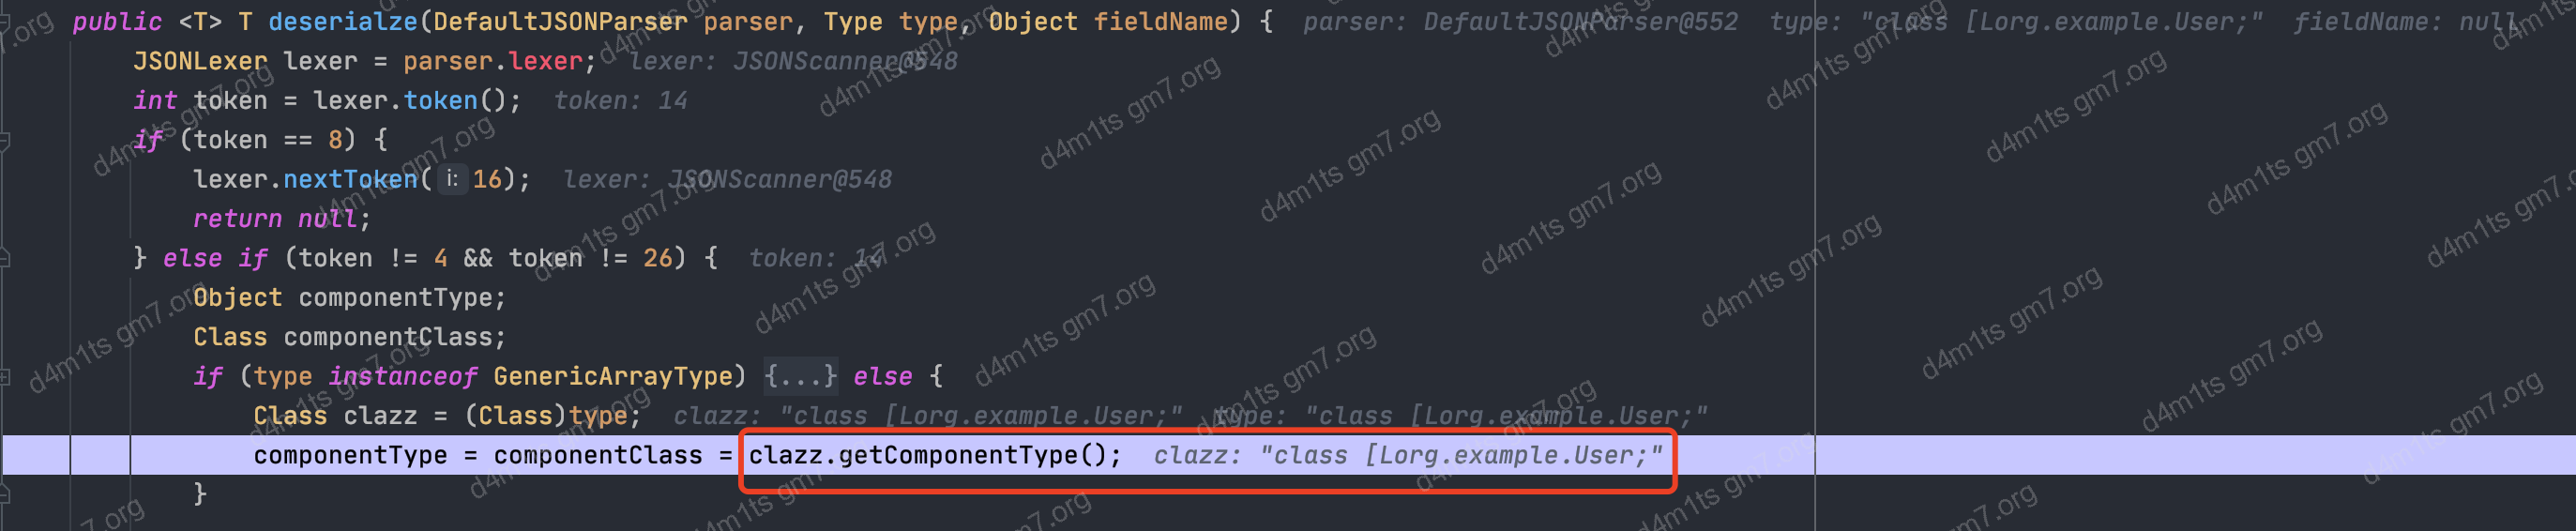 public <T> T deserialze(DefaultJSONParser parser, Type type, Object fieldName) {  parser: DefaultJSONParser@552  type: "class [Lorg.example.User;"  fieldName: null
JSONLexer lexer = parser.lexer;  lexer: JSONScanner@548
int token = lexer.token();  token: 14
if (token == 8) {
lexer.nextToken( i: 16);  lexer: JSONScanner@548
return null;
} else if (token != 4 && token != 26) {  token: 14
Object componentType;
Class componentClass;
if (type instanceof GenericArrayType) {...} else {
Class clazz = (Class)type;  clazz: "class [Lorg.example.User;"  type: "class [Lorg.example.User;"
componentType = componentClass = clazz.getComponentType();  clazz: "class [Lorg.example.User;"
}
d4m1ts gm7.org